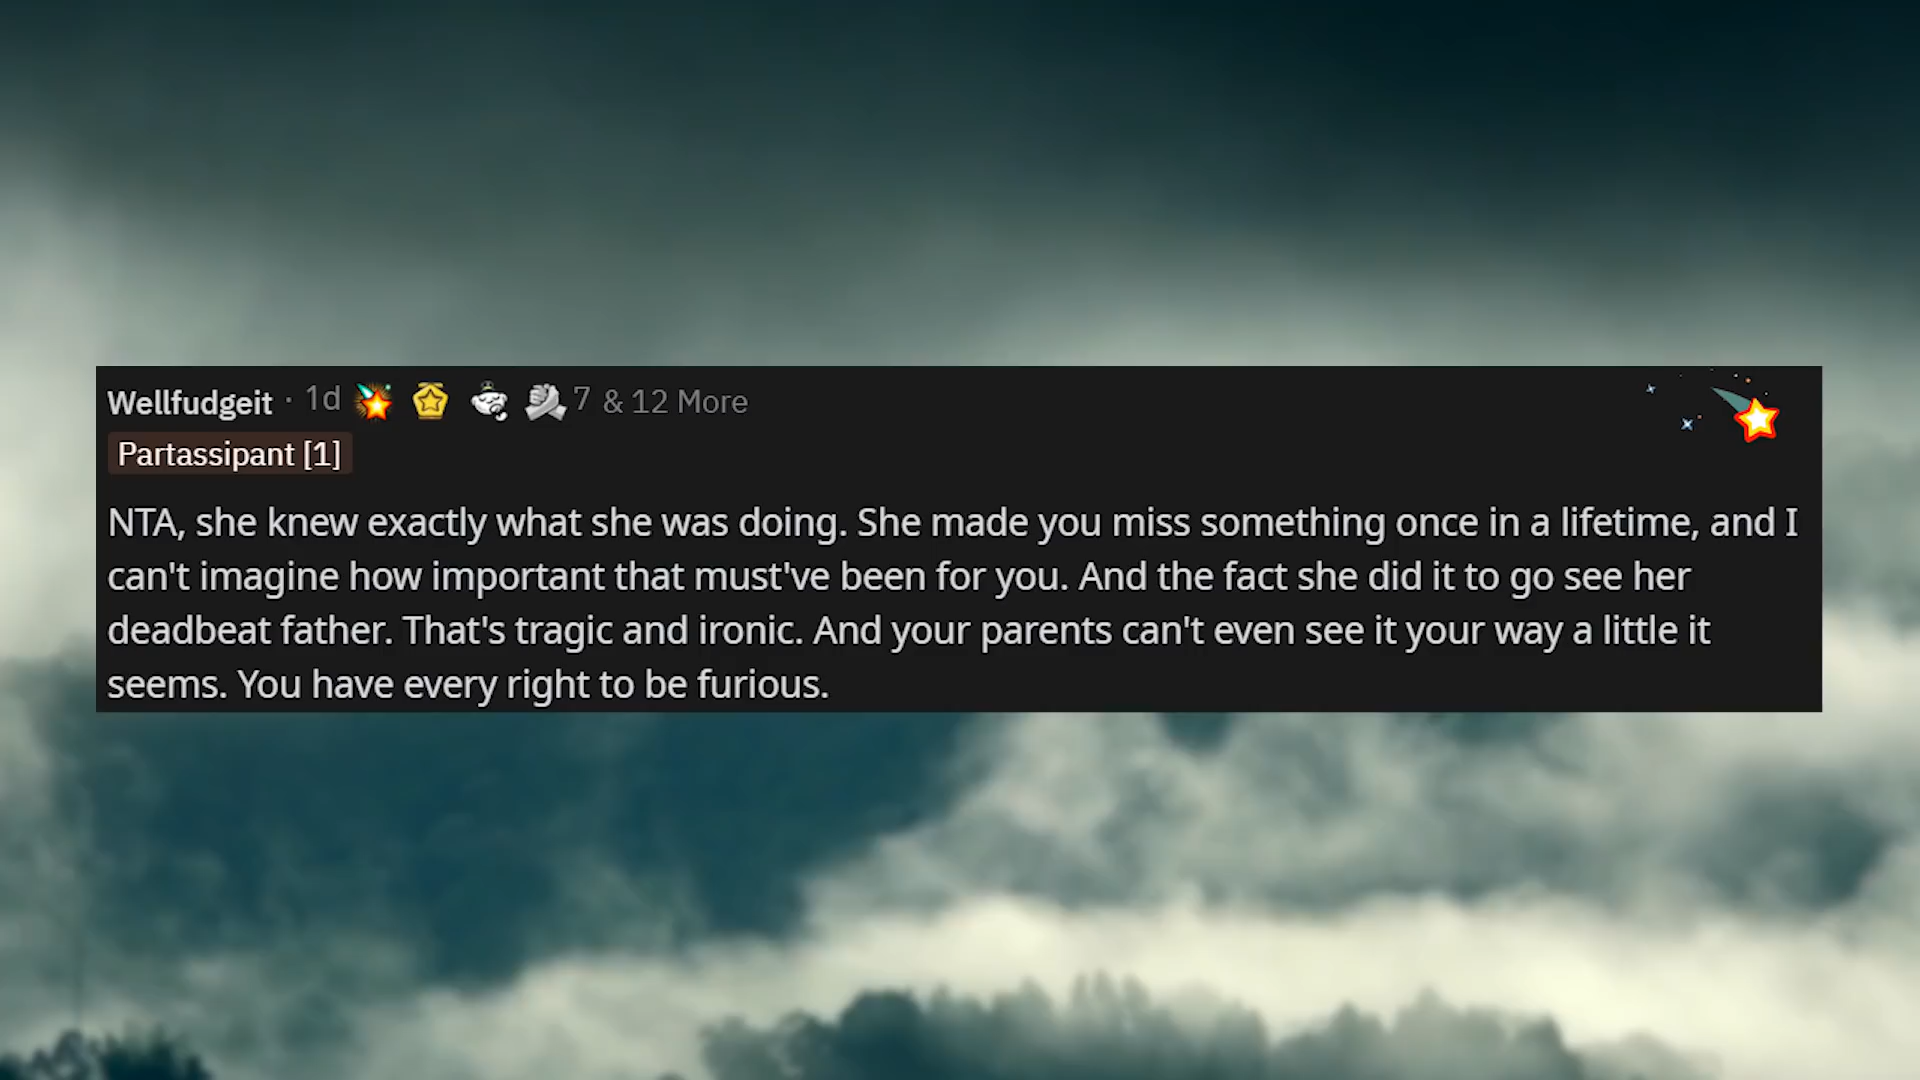 Wellfudgeit · 1d 7 & 12 More
Partassipant [1]
NTA, she knew exactly what she was doing. She made you miss something once in a lifetime, and I
can't imagine how important that must've been for you. And the fact she did it to go see her
deadbeat father. That's tragic and ironic. And your parents can't even see it your way a little it
seems. You have every right to be furious.